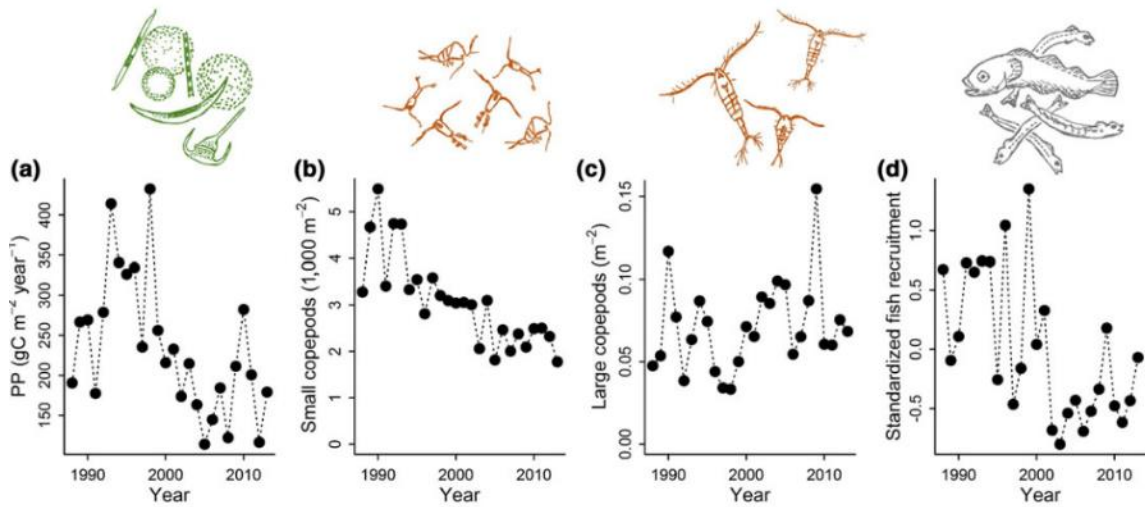 (a)
PP (gC m⁻² year⁻¹)
400
350
300
250
200
150
1990 2000 2010
Year
(b)
Small copepods (1,000 m⁻²)
5
4
3
2
1
0
1990 2000 2010
Year
(c)
Large copepods (m⁻²)
0.15
0.10
0.05
0.00
1990 2000 2010
Year
(d)
Standardized fish recruitment
1.0
0.5
0.0
-0.5
1990 2000 2010
Year